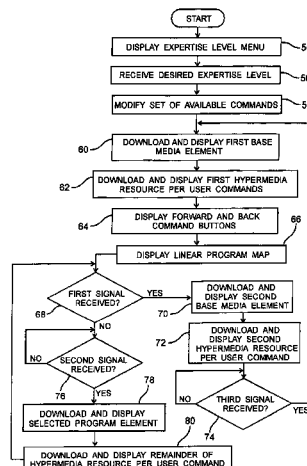 START
DISPLAY EXPERTISE LEVEL MENU
RECEIVE DESIRED EXPERTISE LEVEL
MODIFY SET OF AVAILABLE COMMANDS
60
DOWNLOAD AND DISPLAY FIRST BASE
MEDIA ELEMENT
62
DOWNLOAD AND DISPLAY FIRST HYPERMEDIA
RESOURCE PER USER COMMANDS
64
DISPLAY FORWARD AND BACK
COMMAND BUTTONS
66
DISPLAY LINEAR PROGRAM MAP
FIRST SIGNAL
RECEIVED?
68
YES
NO
DOWNLOAD AND
DISPLAY SECOND
BASE MEDIA ELEMENT
70
DOWNLOAD AND
DISPLAY SECOND
HYPERMEDIA RESOURCE
PER USER COMMAND
72
SECOND SIGNAL
RECEIVED?
NO
76
YES
78
DOWNLOAD AND DISPLAY
SELECTED PROGRAM ELEMENT
THIRD SIGNAL
RECEIVED?
NO
YES
74
80
DOWNLOAD AND DISPLAY REMAINDER OF
HYPERMEDIA RESOURCE PER USER COMMAND